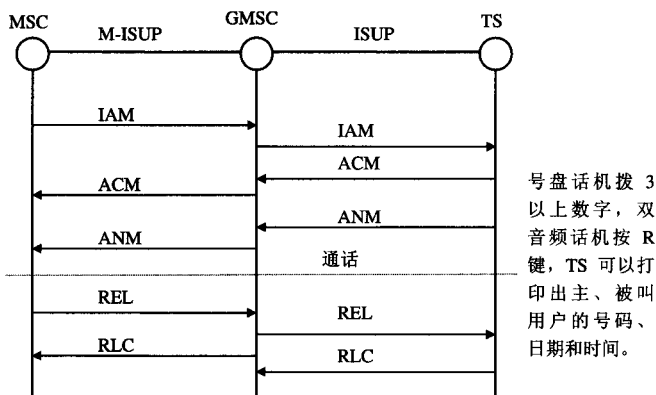 MSC
M-ISUP
GMSC
ISUP
TS
IAM
IAM
ACM
ACM
ANM
ANM
通话
REL
REL
RLC
RLC
号盘话机拨 3
以上数字，双
音频话机按 R
键，TS 可以打
印出主、被叫
用户的号码、
日期和时间。